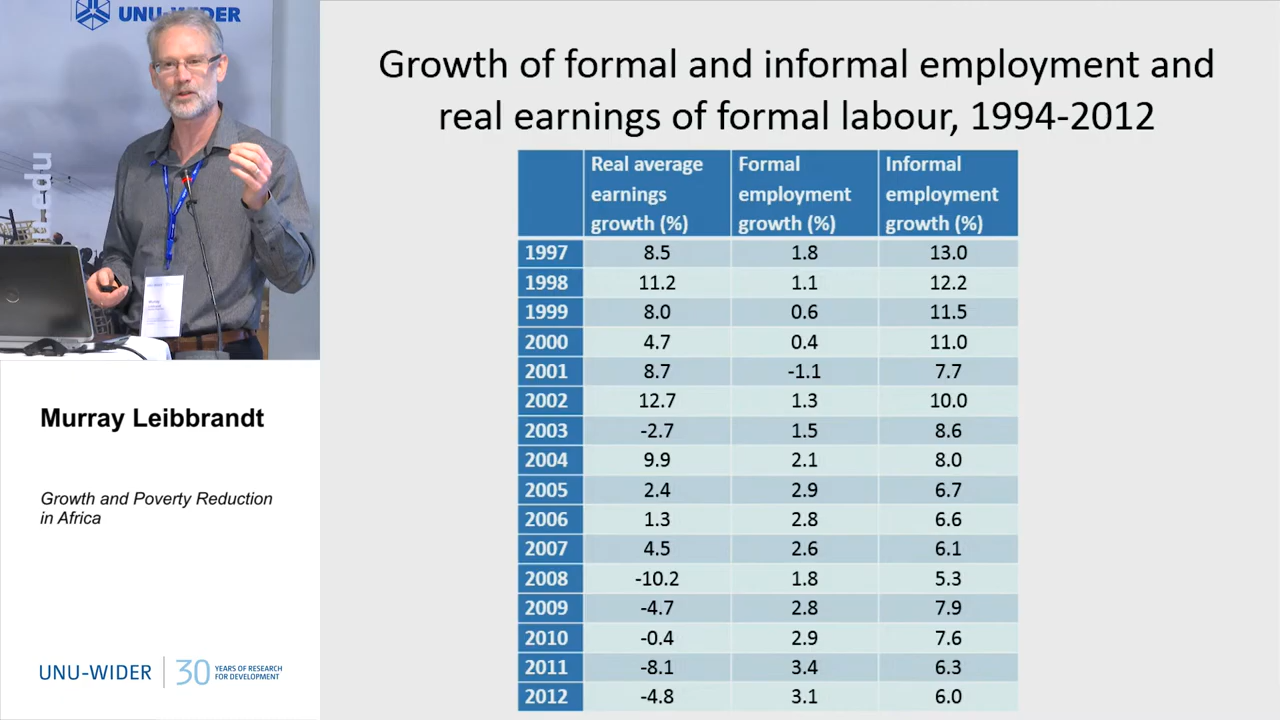 UNU-WIDER
u.edu
Murray Leibbrandt
Growth and Poverty Reduction
in Africa
UNU-WIDER 30 YEARS OF RESEARCH
FOR DEVELOPMENT
Growth of formal and informal employment and
real earnings of formal labour, 1994-2012
Real average Formal Informal
earnings employment employment
growth (%) growth (%) growth (%)
1997 8.5 1.8 13.0
1998 11.2 1.1 12.2
1999 8.0 0.6 11.5
2000 4.7 0.4 11.0
2001 8.7 -1.1 7.7
2002 12.7 1.3 10.0
2003 -2.7 1.5 8.6
2004 9.9 2.1 8.0
2005 2.4 2.9 6.7
2006 1.3 2.8 6.6
2007 4.5 2.6 6.1
2008 -10.2 1.8 5.3
2009 -4.7 2.8 7.9
2010 -0.4 2.9 7.6
2011 -8.1 3.4 6.3
2012 -4.8 3.1 6.0